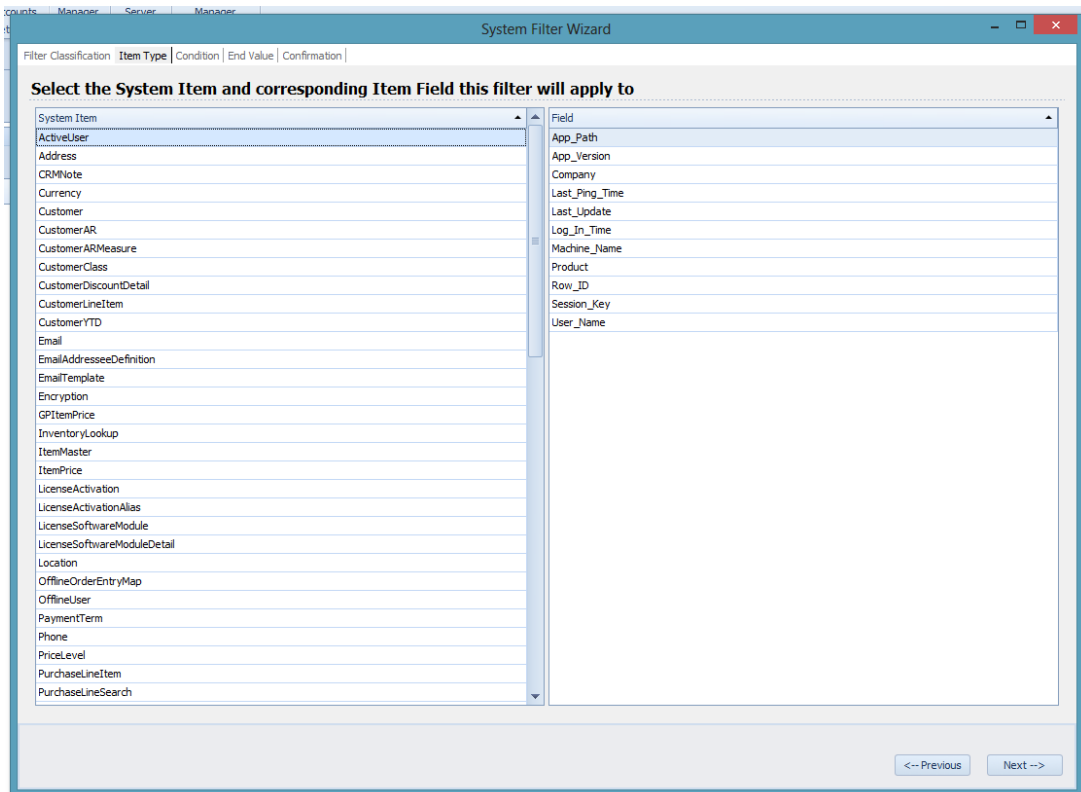 Manager Server Manager
System Filter Wizard
Filter Classification Item Type Condition End Value Confirmation
Select the System Item and corresponding Item Field this filter will apply to
System Item
ActiveUser
Address
CRMNote
Currency
Customer
CustomerAR
CustomerARMeasure
CustomerClass
CustomerDiscountDetail
CustomerLineItem
CustomerYTD
Email
EmailAddresseeDefinition
EmailTemplate
Encryption
GPItemPrice
InventoryLookup
ItemMaster
ItemPrice
LicenseActivation
LicenseActivationAlias
LicenseSoftwareModule
LicenseSoftwareModuleDetail
Location
OfflineOrderEntryMap
OfflineUser
PaymentTerm
Phone
PriceLevel
PurchaseLineItem
PurchaseLineSearch
Field
App_Path
App_Version
Company
Last_Ping_Time
Last_Update
Log_In_Time
Machine_Name
Product
Row_ID
Session_Key
User_Name
<-- Previous Next -->